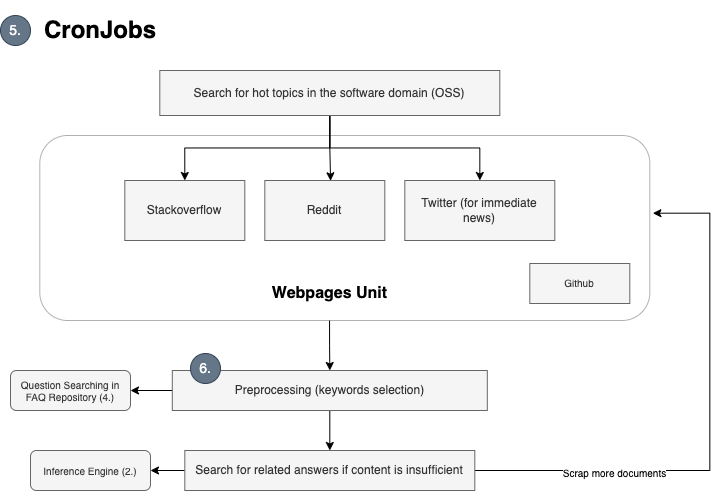 5.
CronJobs
Search for hot topics in the software domain (OSS)
Stackoverflow
Reddit
Twitter (for immediate
news)
Github
Webpages Unit
6.
Question Searching in
FAQ Repository (4.)
Preprocessing (keywords selection)
Inference Engine (2.)
Search for related answers if content is insufficient
Scrap more documents